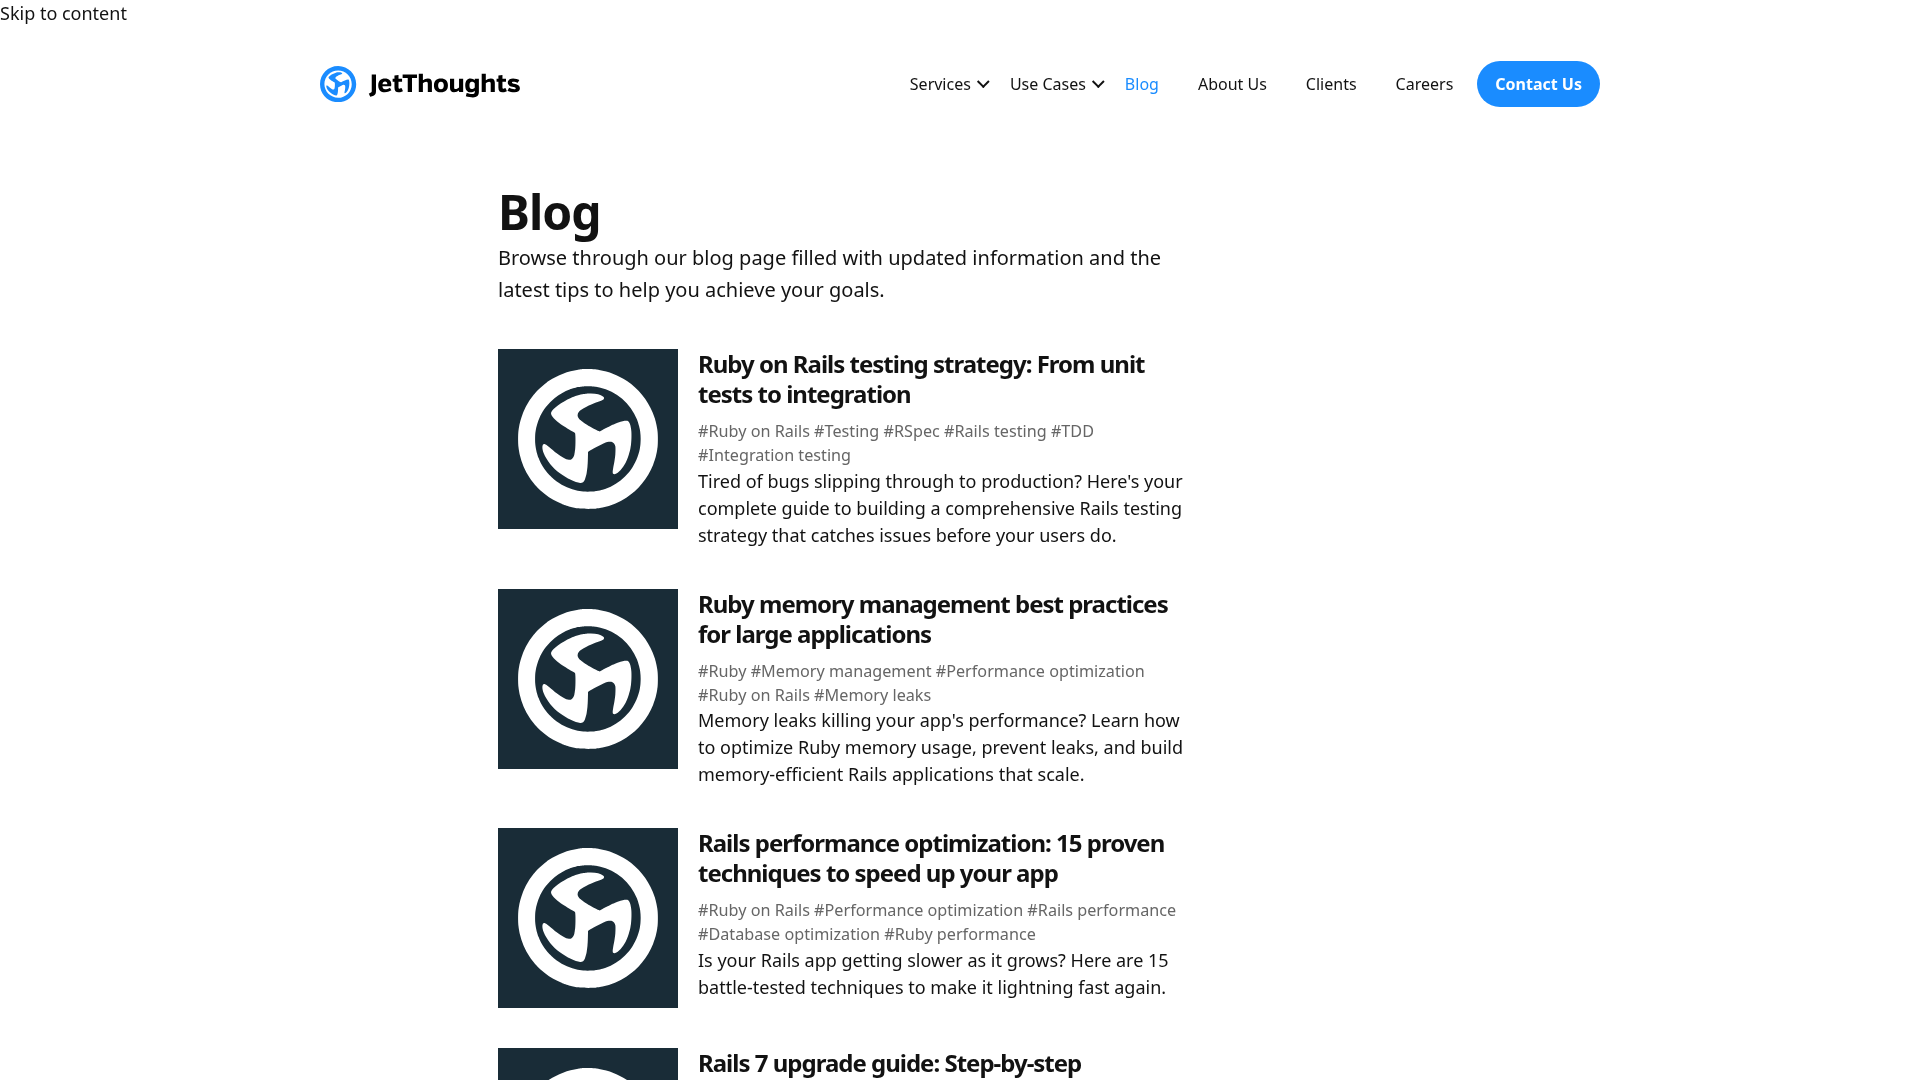 Skip to content
JetThoughts
Services
Use Cases
Blog
About Us
Clients
Careers
Contact Us
Blog
Browse through our blog page filled with updated information and the
latest tips to help you achieve your goals.
Ruby on Rails testing strategy: From unit
tests to integration
#Ruby on Rails #Testing #RSpec #Rails testing #TDD
#Integration testing
Tired of bugs slipping through to production? Here's your
complete guide to building a comprehensive Rails testing
strategy that catches issues before your users do.
Ruby memory management best practices
for large applications
#Ruby #Memory management #Performance optimization
#Ruby on Rails #Memory leaks
Memory leaks killing your app's performance? Learn how
to optimize Ruby memory usage, prevent leaks, and build
memory-efficient Rails applications that scale.
Rails performance optimization: 15 proven
techniques to speed up your app
#Ruby on Rails #Performance optimization #Rails performance
#Database optimization #Ruby performance
Is your Rails app getting slower as it grows? Here are 15
battle-tested techniques to make it lightning fast again.
Rails 7 upgrade guide: Step-by-step